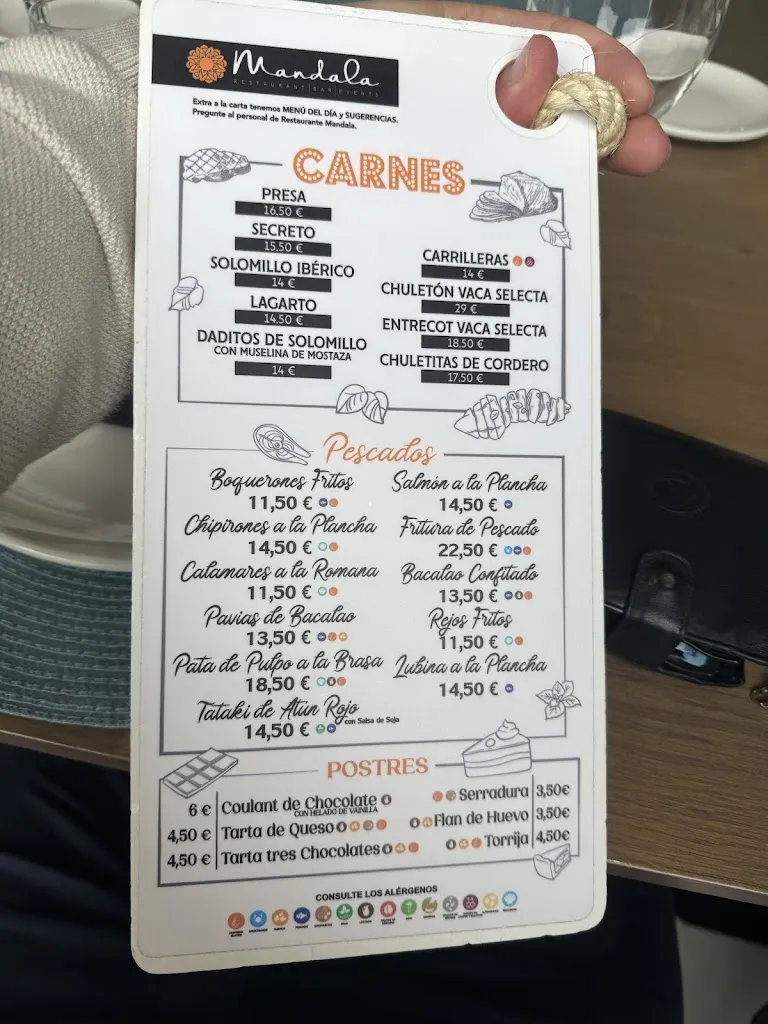 Mandala
RESTAURANT BAR EVENTS
Extra a la carta tenemos MENÚ DEL DÍA y SUGERENCIAS.
Pregunte al personal de Restaurante Mandala.
CARNES
PRESA
16,50 €
SECRETO
15,50 €
SOLOMILLO IBÉRICO
14 €
LAGARTO
14,50 €
DADITOS DE SOLOMILLO
CON MUSELINA DE MOSTAZA
14 €
CARRILLERAS
14 €
CHULETÓN VACA SELECTA
29 €
ENTRECOT VACA SELECTA
18,50 €
CHULETITAS DE CORDERO
17,50 €
Pescados
Boquerones Fritos
11,50 €
Chipirones a la Plancha
14,50 €
Calamares a la Romana
11,50 €
Pavias de Bacalao
13,50 €
Pata de Pulpo a la Brasa
18,50 €
Tataki de Atun Rojo
con Salsa de Soja
14,50 €
Salmón a la Plancha
14,50 €
Fritura de Pescado
22,50 €
Bacalao Confitado
13,50 €
Rejos Fritos
11,50 €
Lubina a la Plancha
14,50 €
POSTRES
6 € Coulant de Chocolate
CON HELADO DE VAINILLA
4,50 € Tarta de Queso
4,50 € Tarta tres Chocolates
Serradura 3,50€
Flan de Huevo 3,50€
Torrija 4,50€
CONSULTE LOS ALÉRGENOS